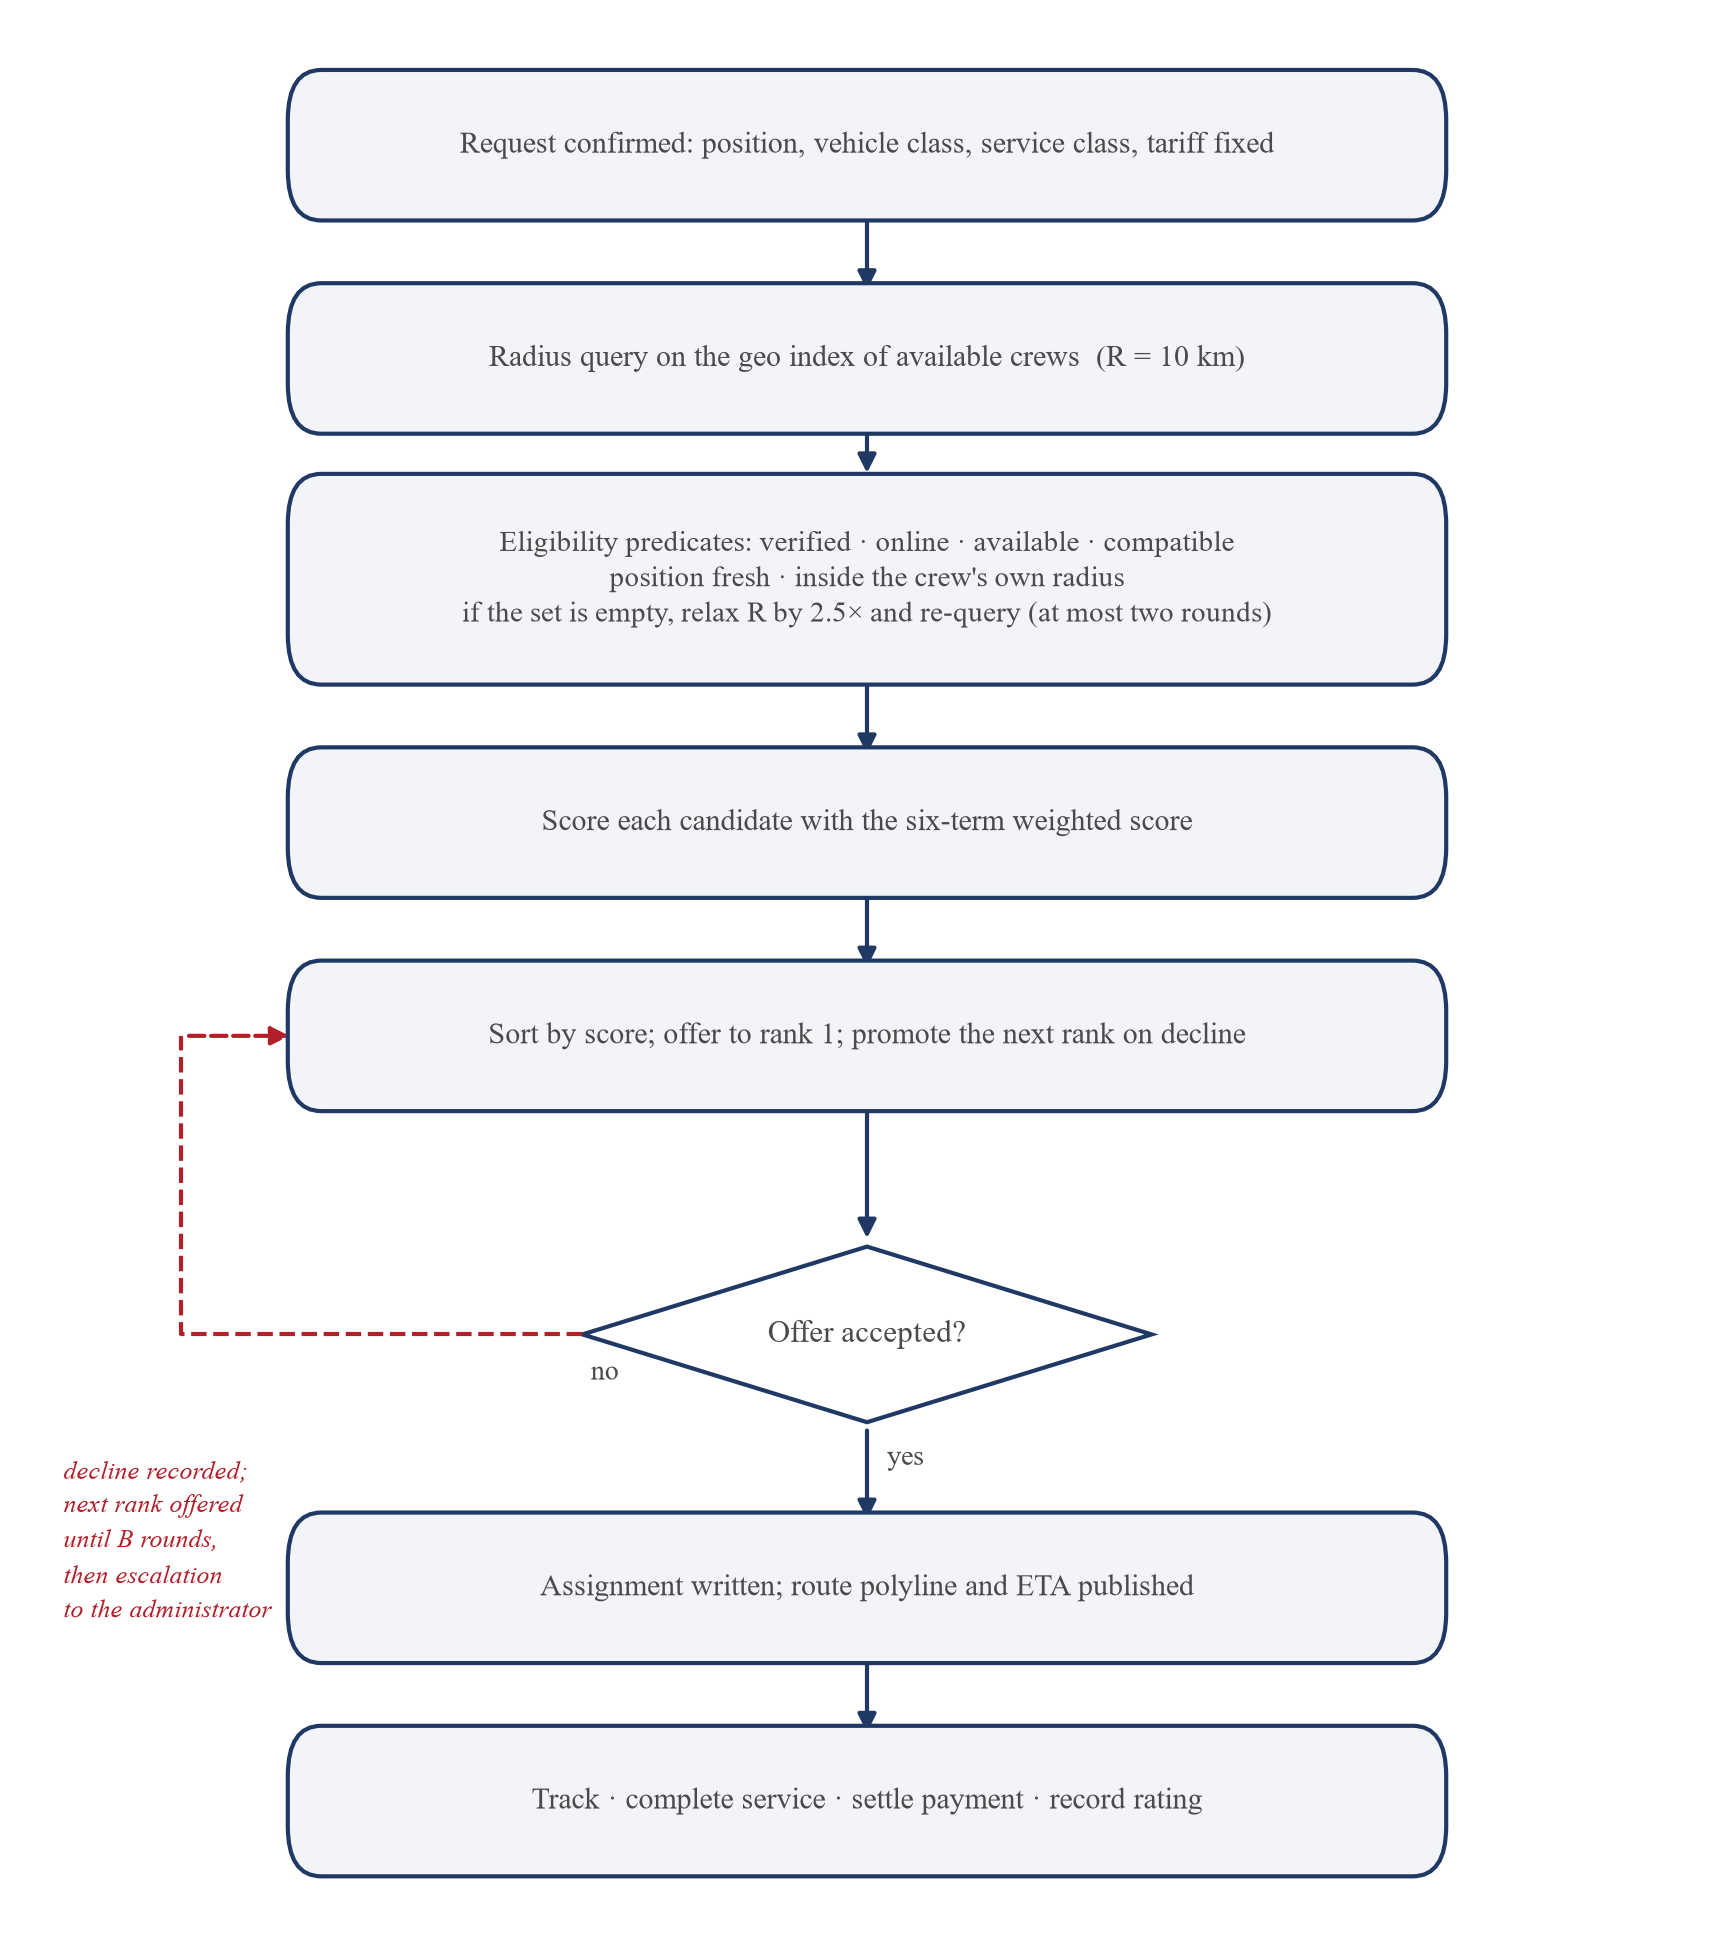 Request confirmed: position, vehicle class, service class, tariff fixed
Radius query on the geo index of available crews  (R = 10 km)
Eligibility predicates: verified · online · available · compatible
position fresh · inside the crew's own radius
if the set is empty, relax R by 2.5× and re-query (at most two rounds)
Score each candidate with the six-term weighted score
Sort by score; offer to rank 1; promote the next rank on decline
Offer accepted?
no
yes
decline recorded;
next rank offered
until B rounds,
then escalation
to the administrator
Assignment written; route polyline and ETA published
Track · complete service · settle payment · record rating